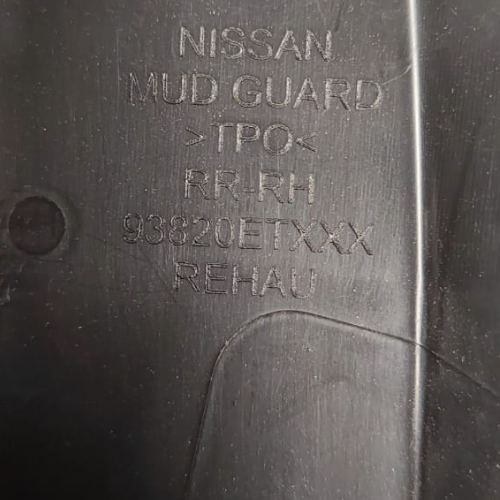 NISSAN
MUD GUARD
>TPO<
RR-RH
93820ETXXX
REHAU